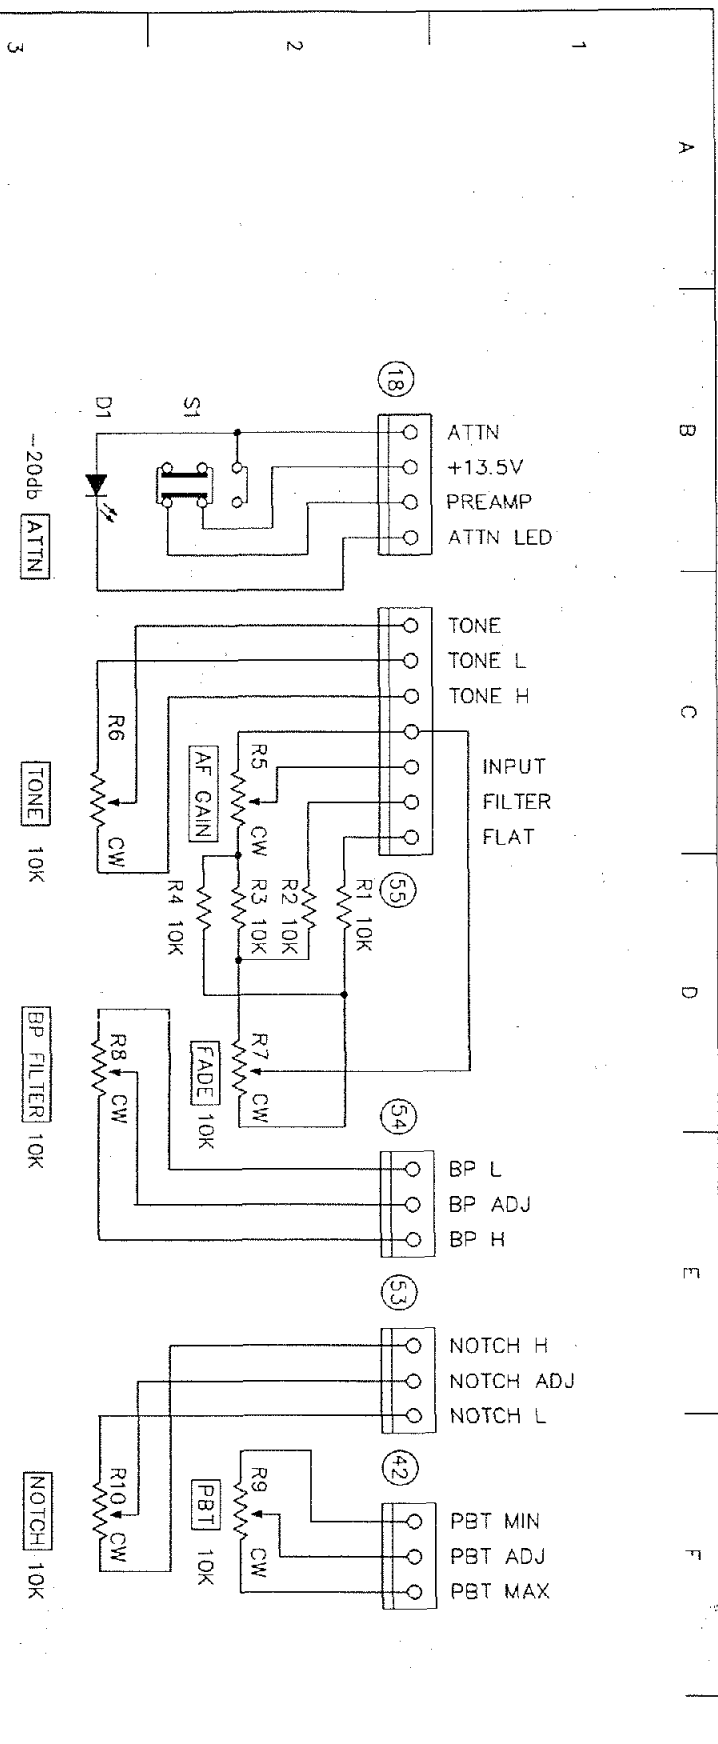 3
2
1
A
B
C
D
E
F
18
ATTN
+13.5V
PREAMP
ATTN LED
D1
S1
-20db ATTN
TONE
TONE L
TONE H
INPUT
FILTER
FLAT
55
R6
CW
TONE 10K
R5
CW
AF GAIN
R4 10K
R3 10K
R2 10K
R1 10K
R7
CW
FADE 10K
R8
CW
BP FILTER 10K
54
BP L
BP ADJ
BP H
53
NOTCH H
NOTCH ADJ
NOTCH L
R10
CW
NOTCH 10K
42
PBT MIN
PBT ADJ
PBT MAX
R9
CW
PBT 10K